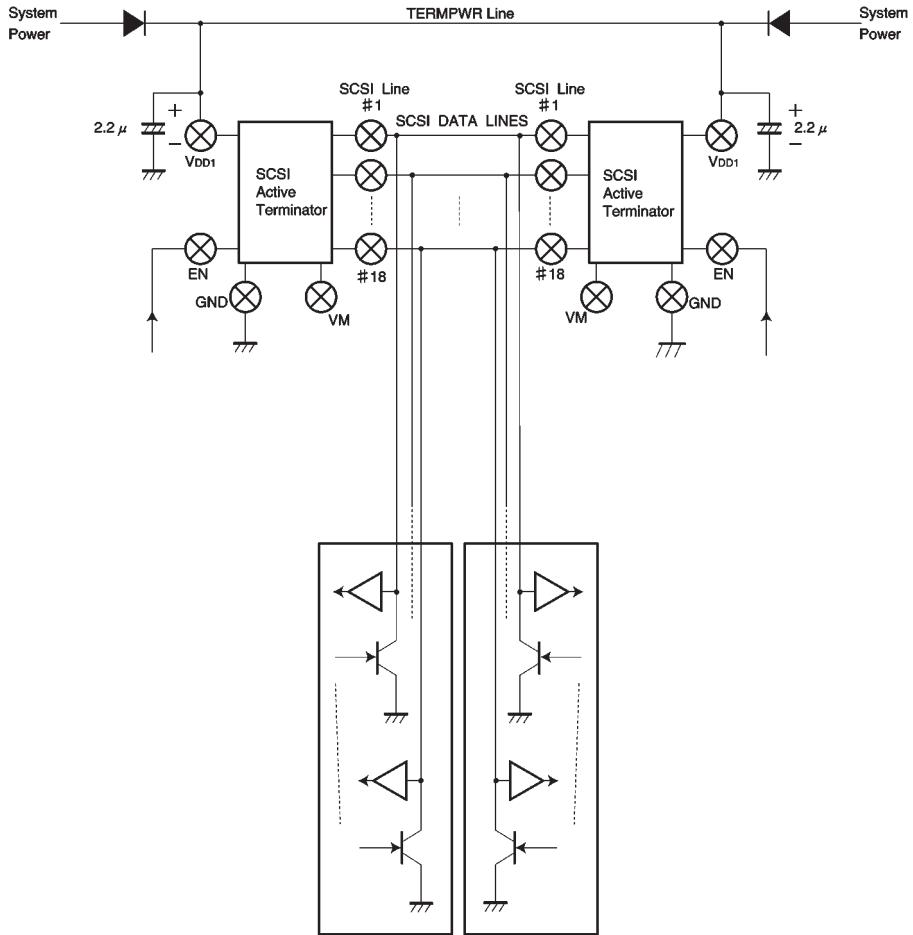 System
Power
TERMPWR Line
System
Power
SCSI Line
#1
SCSI Line
#1
SCSI DATA LINES
2.2 μ
+
−
VDD1
SCSI
Active
Terminator
SCSI
Active
Terminator
VDD1
+
−
2.2 μ
EN
GND
VM
#18
#18
VM
GND
EN